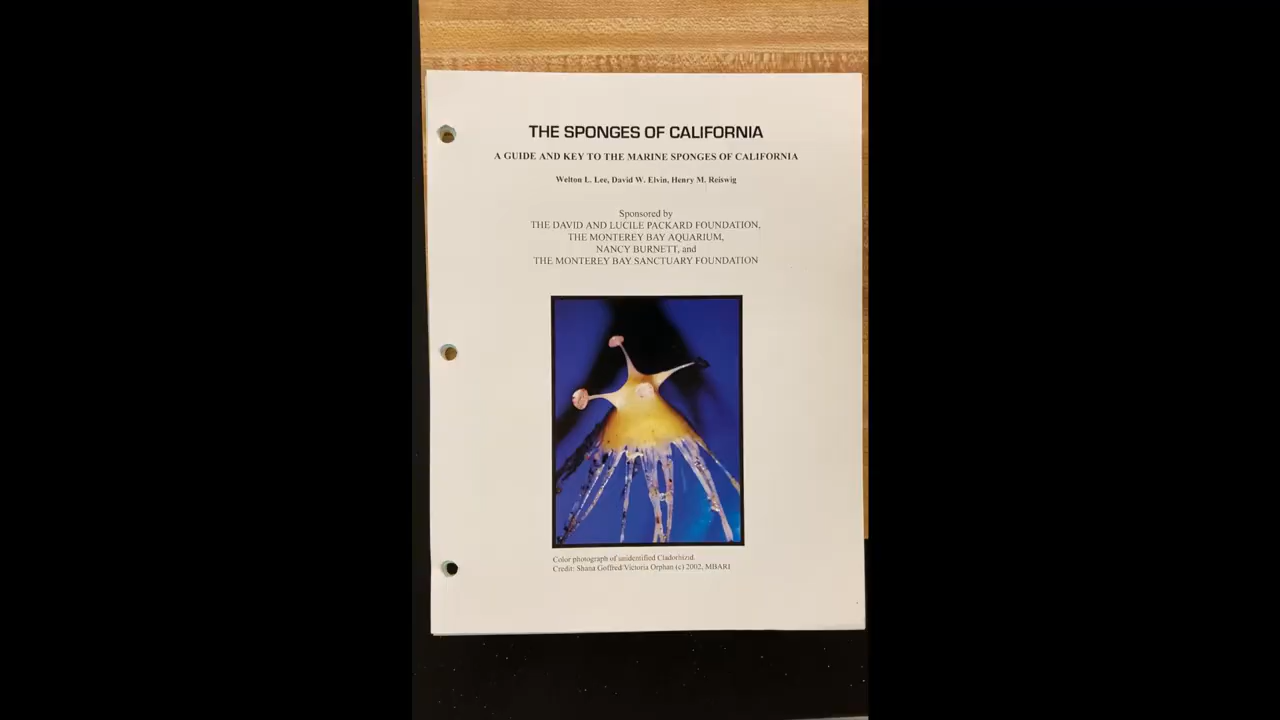 THE SPONGES OF CALIFORNIA
A GUIDE AND KEY TO THE MARINE SPONGES OF CALIFORNIA
Welton L. Lee, David W. Elvin, Henry M. Reiswig
Sponsored by
THE DAVID AND LUCILE PACKARD FOUNDATION,
THE MONTEREY BAY AQUARIUM,
NANCY BURNETT, and
THE MONTEREY BAY SANCTUARY FOUNDATION
Color photograph of unidentified Cladorhizid.
Credit: Shana Goffred/Victoria Orphan (c) 2002, MBARI